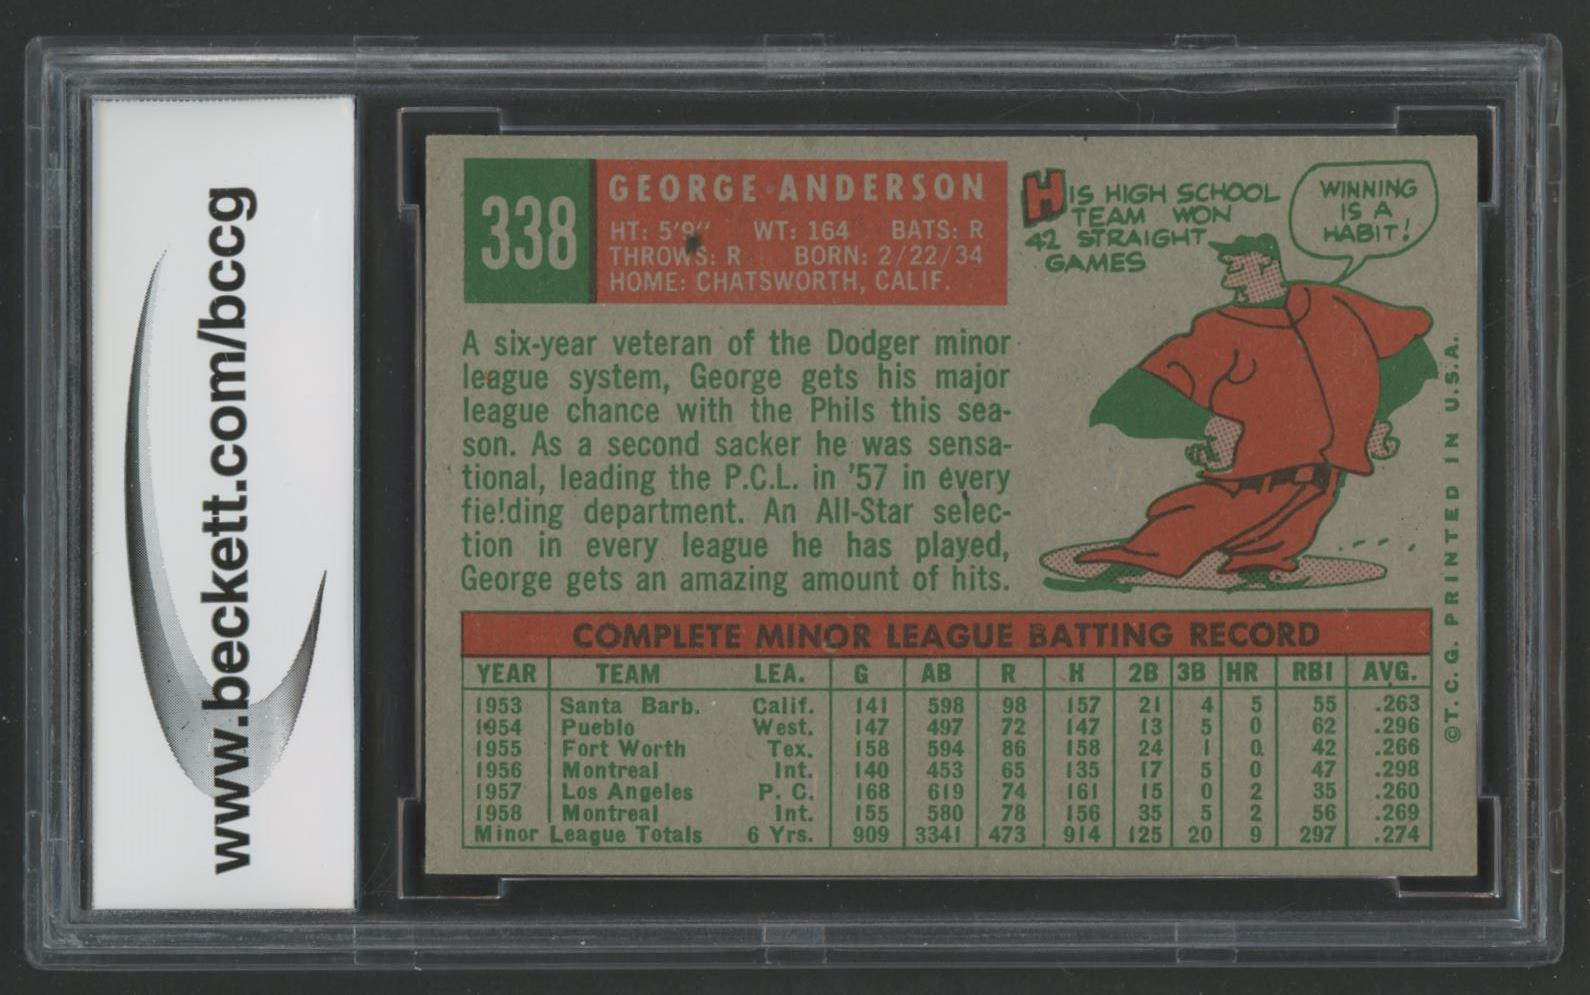 www.beckett.com/bccg
338
GEORGE ANDERSON
HT: 5'9" WT: 164 BATS: R
THROWS: R BORN: 2/22/34
HOME: CHATSWORTH, CALIF.
HIS HIGH SCHOOL
TEAM WON
42 STRAIGHT
GAMES
WINNING
IS A
HABIT!
A six-year veteran of the Dodger minor
league system, George gets his major
league chance with the Phils this sea-
son. As a second sacker he was sensa-
tional, leading the P.C.L. in '57 in every
fie!ding department. An All-Star selec-
tion in every league he has played,
George gets an amazing amount of hits.
COMPLETE MINOR LEAGUE BATTING RECORD
YEAR TEAM LEA. G AB R H 2B 3B HR RBI AVG.
1953 Santa Barb. Calif. 141 598 98 157 21 4 5 55 .263
1954 Pueblo West. 147 497 72 147 13 5 0 62 .296
1955 Fort Worth Tex. 158 594 86 158 24 1 0 42 .266
1956 Montreal Int. 140 453 65 135 17 5 0 47 .298
1957 Los Angeles P. C. 168 619 74 161 15 0 2 35 .260
1958 Montreal Int. 155 580 78 156 35 5 2 56 .269
Minor League Totals 6 Yrs. 909 3341 473 914 125 20 9 297 .274
©T. C. G. PRINTED IN U.S.A.